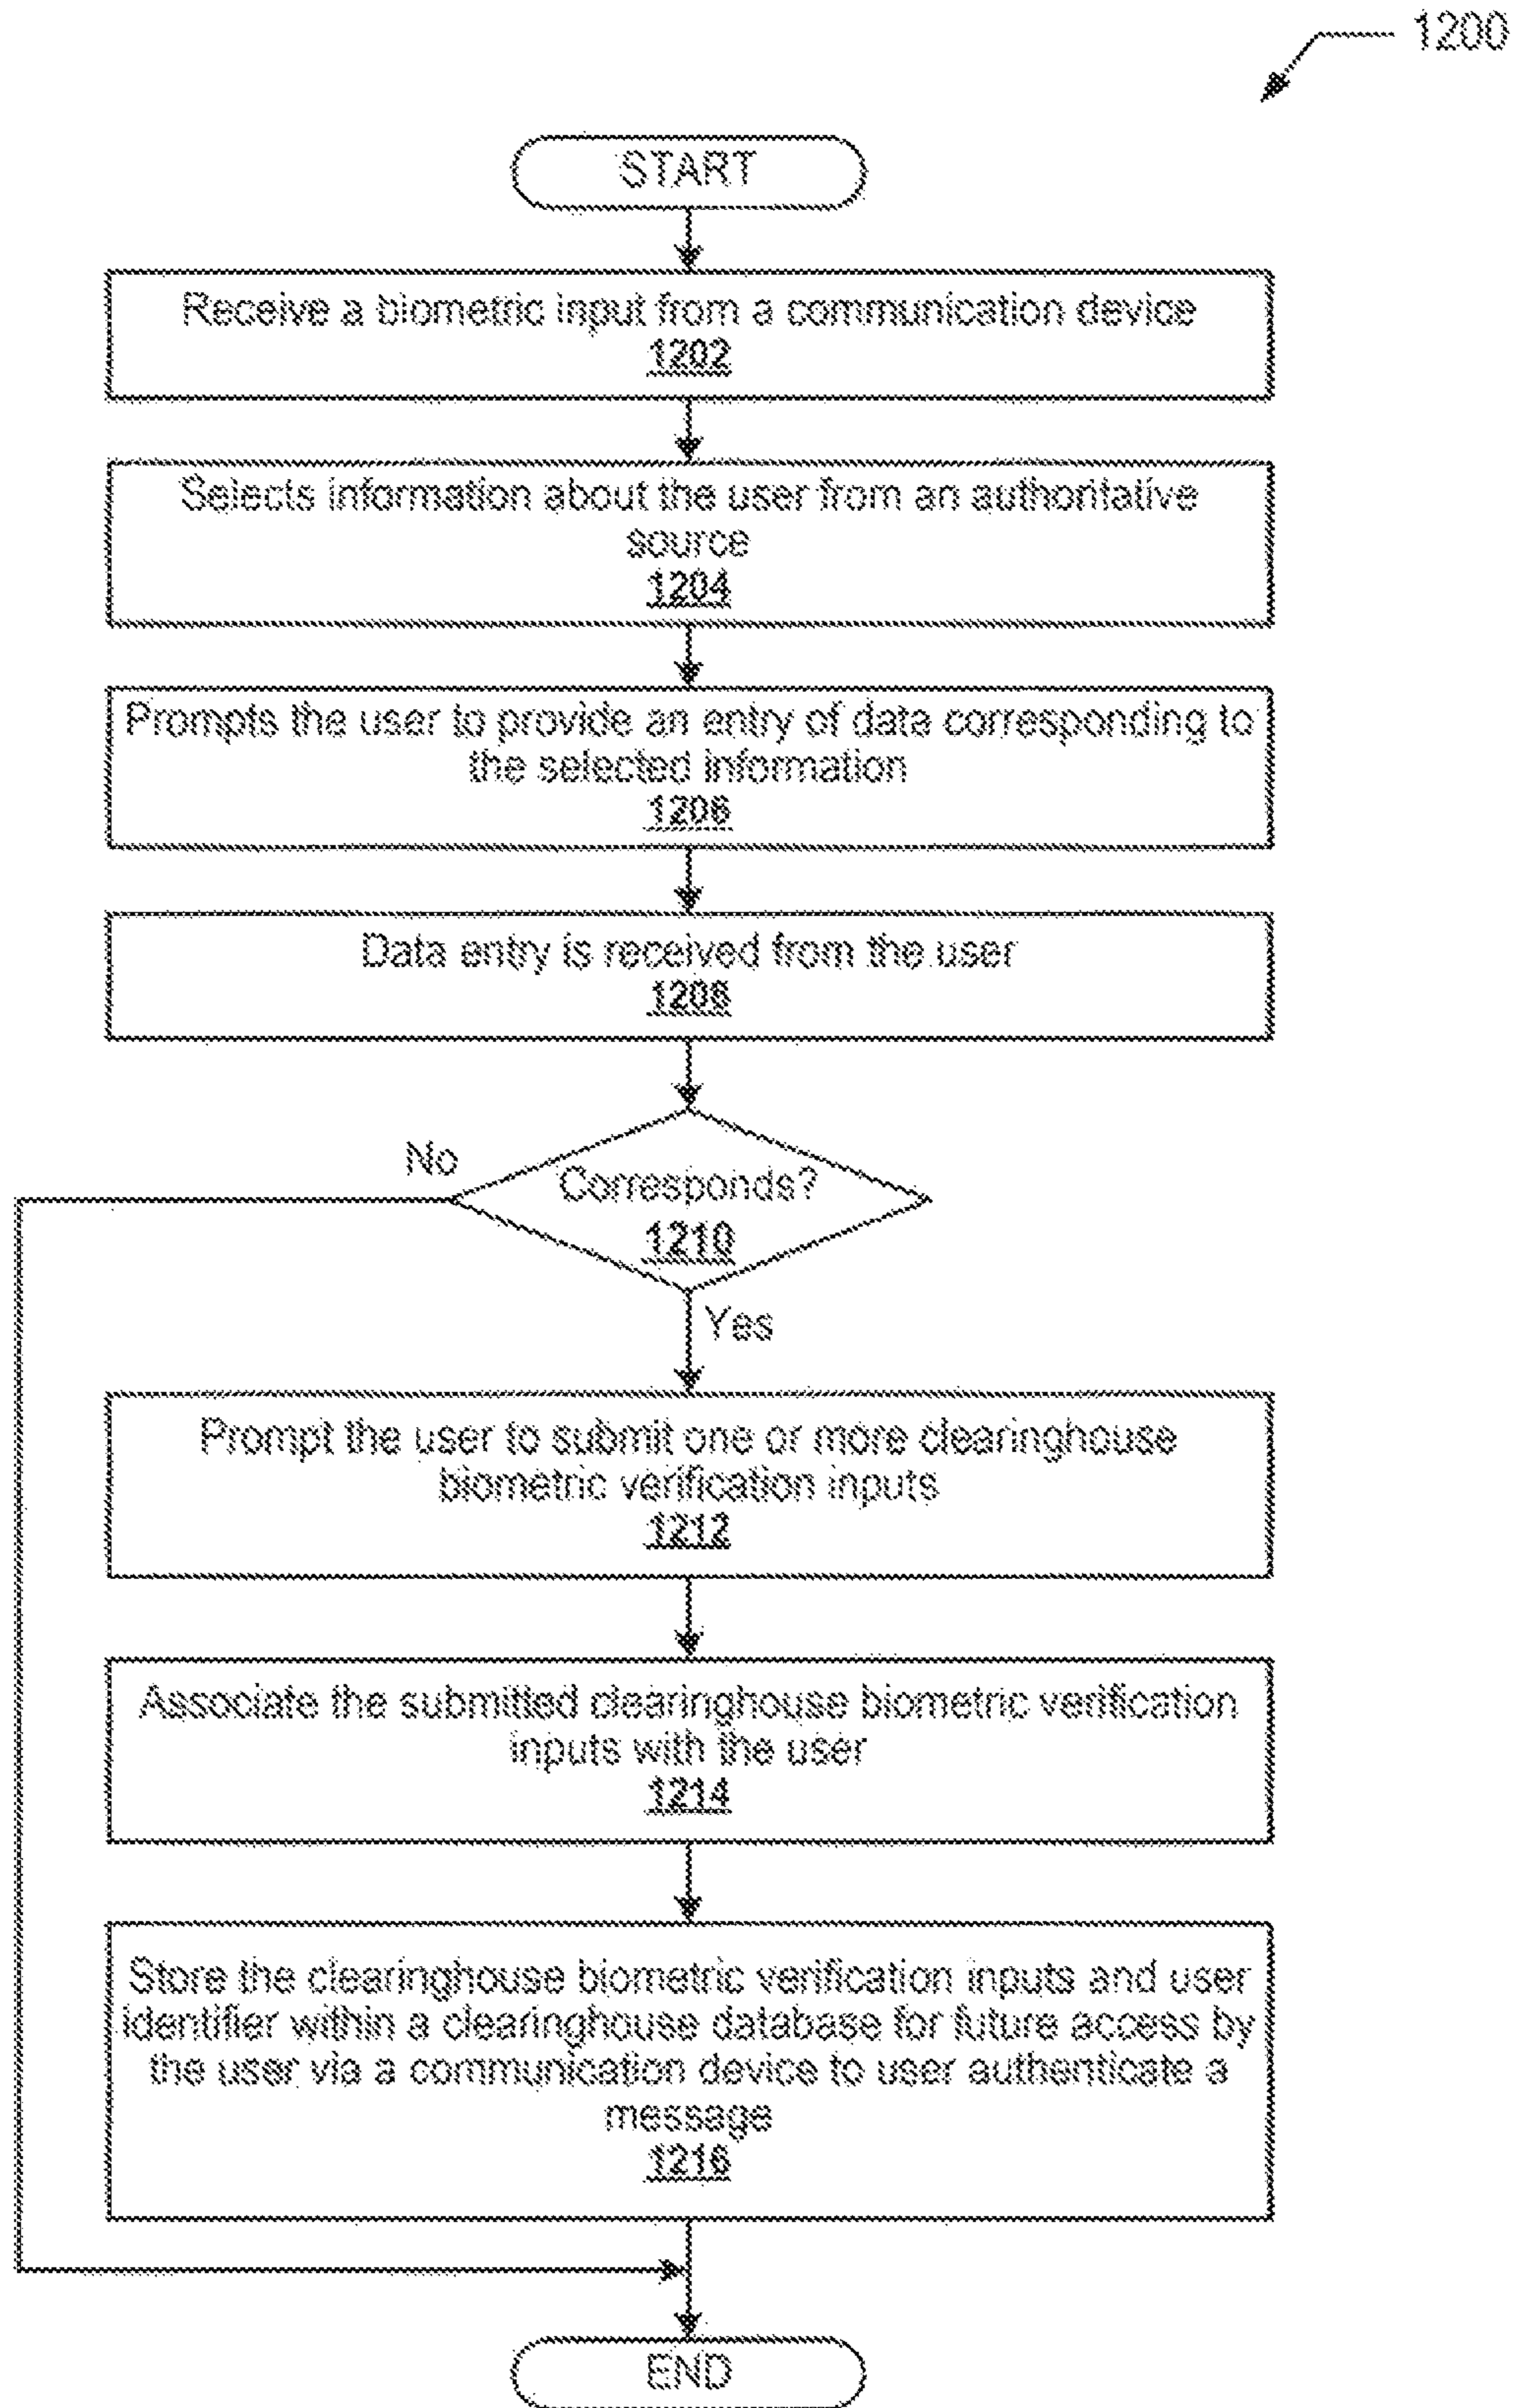 1200
START
Receive a biometric input from a communication device
1202
Selects information about the user from an authoritative
source
1204
Prompts the user to provide an entry of data corresponding to
the selected information
1206
Data entry is received from the user
1208
No
Corresponds?
1210
Yes
Prompt the user to submit one or more clearinghouse
biometric verification inputs
1212
Associate the submitted clearinghouse biometric verification
inputs with the user
1214
Store the clearinghouse biometric verification inputs and user
identifier within a clearinghouse database for future access by
the user via a communication device to user authenticate a
message
1216
END